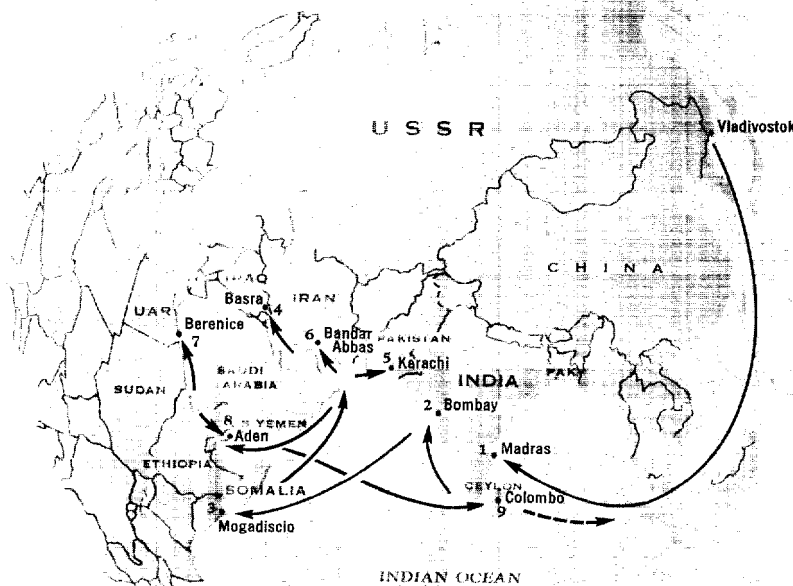 USSR
Vladivostok
CHINA
IRAQ
IRAN
Basra
4
UAR
Berenice
7
6
Bandar
Abbas
PAKISTAN
5
Karachi
SAUDI
ARABIA
INDIA
PAK
SUDAN
2
Bombay
8
S YEMEN
Aden
1
Madras
ETHIOPIA
SOMALIA
CEYLON
Colombo
9
3
Mogadiscio
INDIAN OCEAN